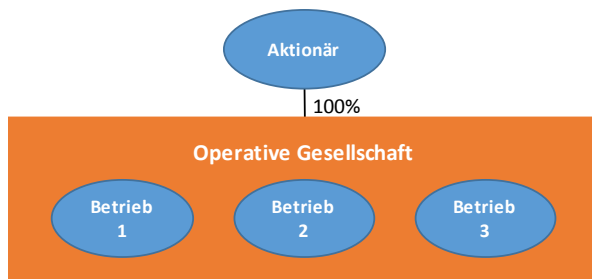 Aktionär
100%
Operative Gesellschaft
Betrieb
1
Betrieb
2
Betrieb
3